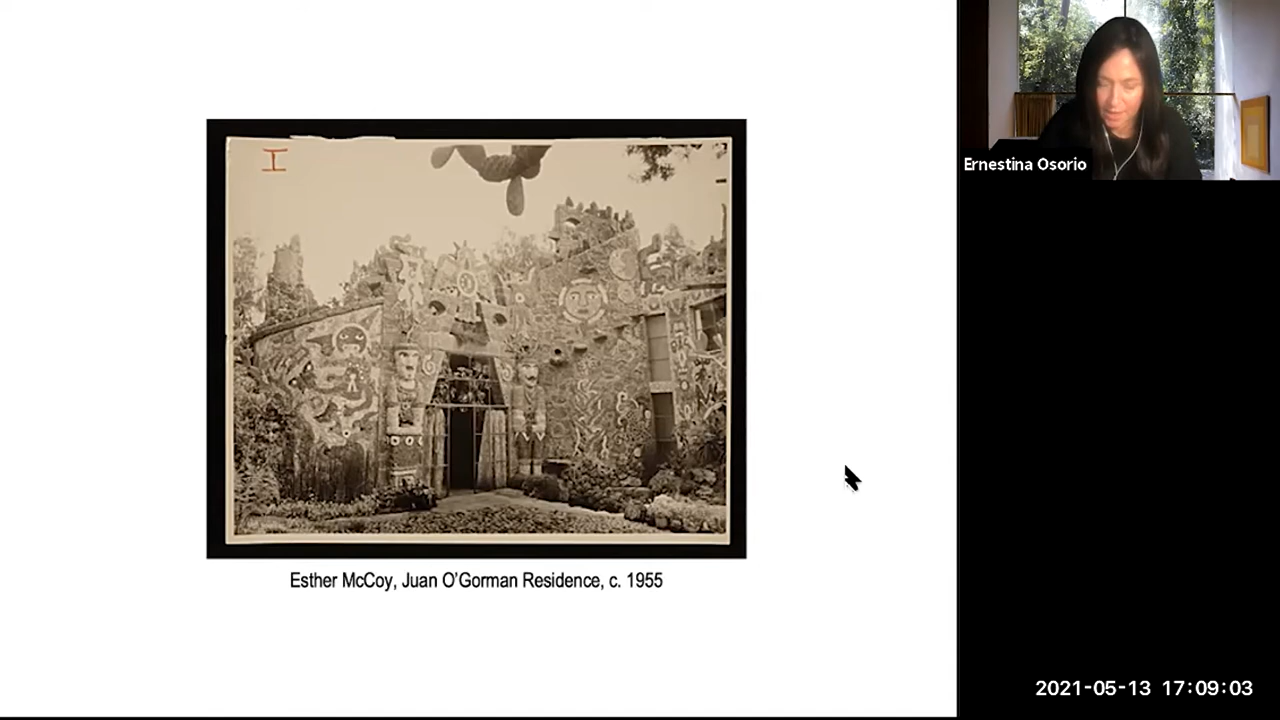 I
Esther McCoy, Juan O'Gorman Residence, c. 1955
Ernestina Osorio
2021-05-13 17:09:03